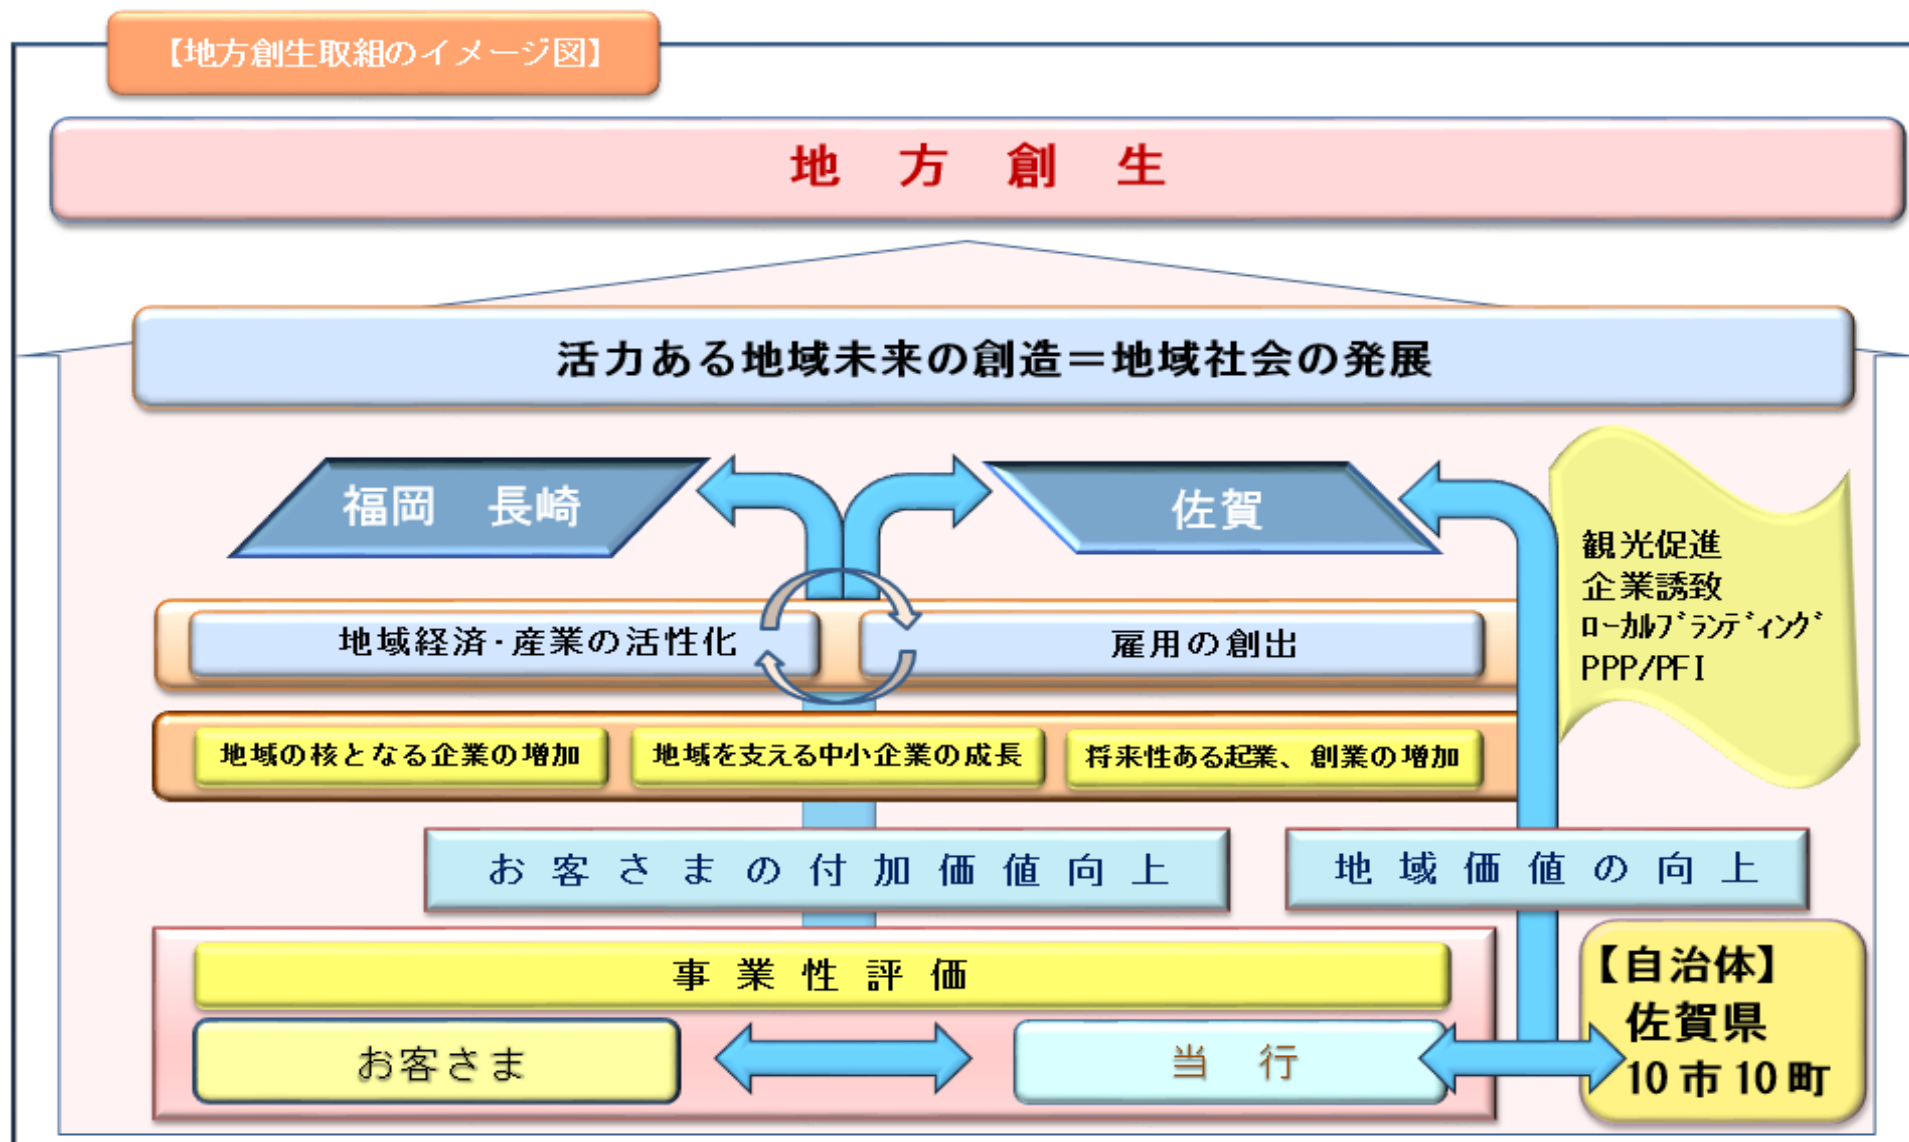 【地方創生取組のイメージ図】
地方創生
活力ある地域未来の創造＝地域社会の発展
福岡　長崎
佐賀
観光促進
企業誘致
ﾛｰｶﾙﾌﾞﾗﾝﾃﾞｨﾝｸﾞ
PPP/PFI
地域経済・産業の活性化
雇用の創出
地域の核となる企業の増加
地域を支える中小企業の成長
将来性ある起業、創業の増加
お客さまの付加価値向上
地域価値の向上
事業性評価
お客さま
当　行
【自治体】
佐賀県
10市10町